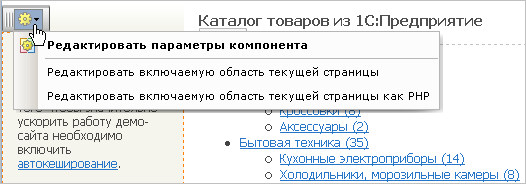 Каталог товаров из 1С:Предприятие
Редактировать параметры компонента
Редактировать включаемую область текущей страницы
Редактировать включаемую область текущей страницы как PHP
ускорить работу демо-
сайта необходимо
включить
автокеширование.
Кроссовки (8)
Аксессуары (2)
Бытовая техника (35)
Кухонные электроприборы (14)
Холодильники, морозильные камеры (8)